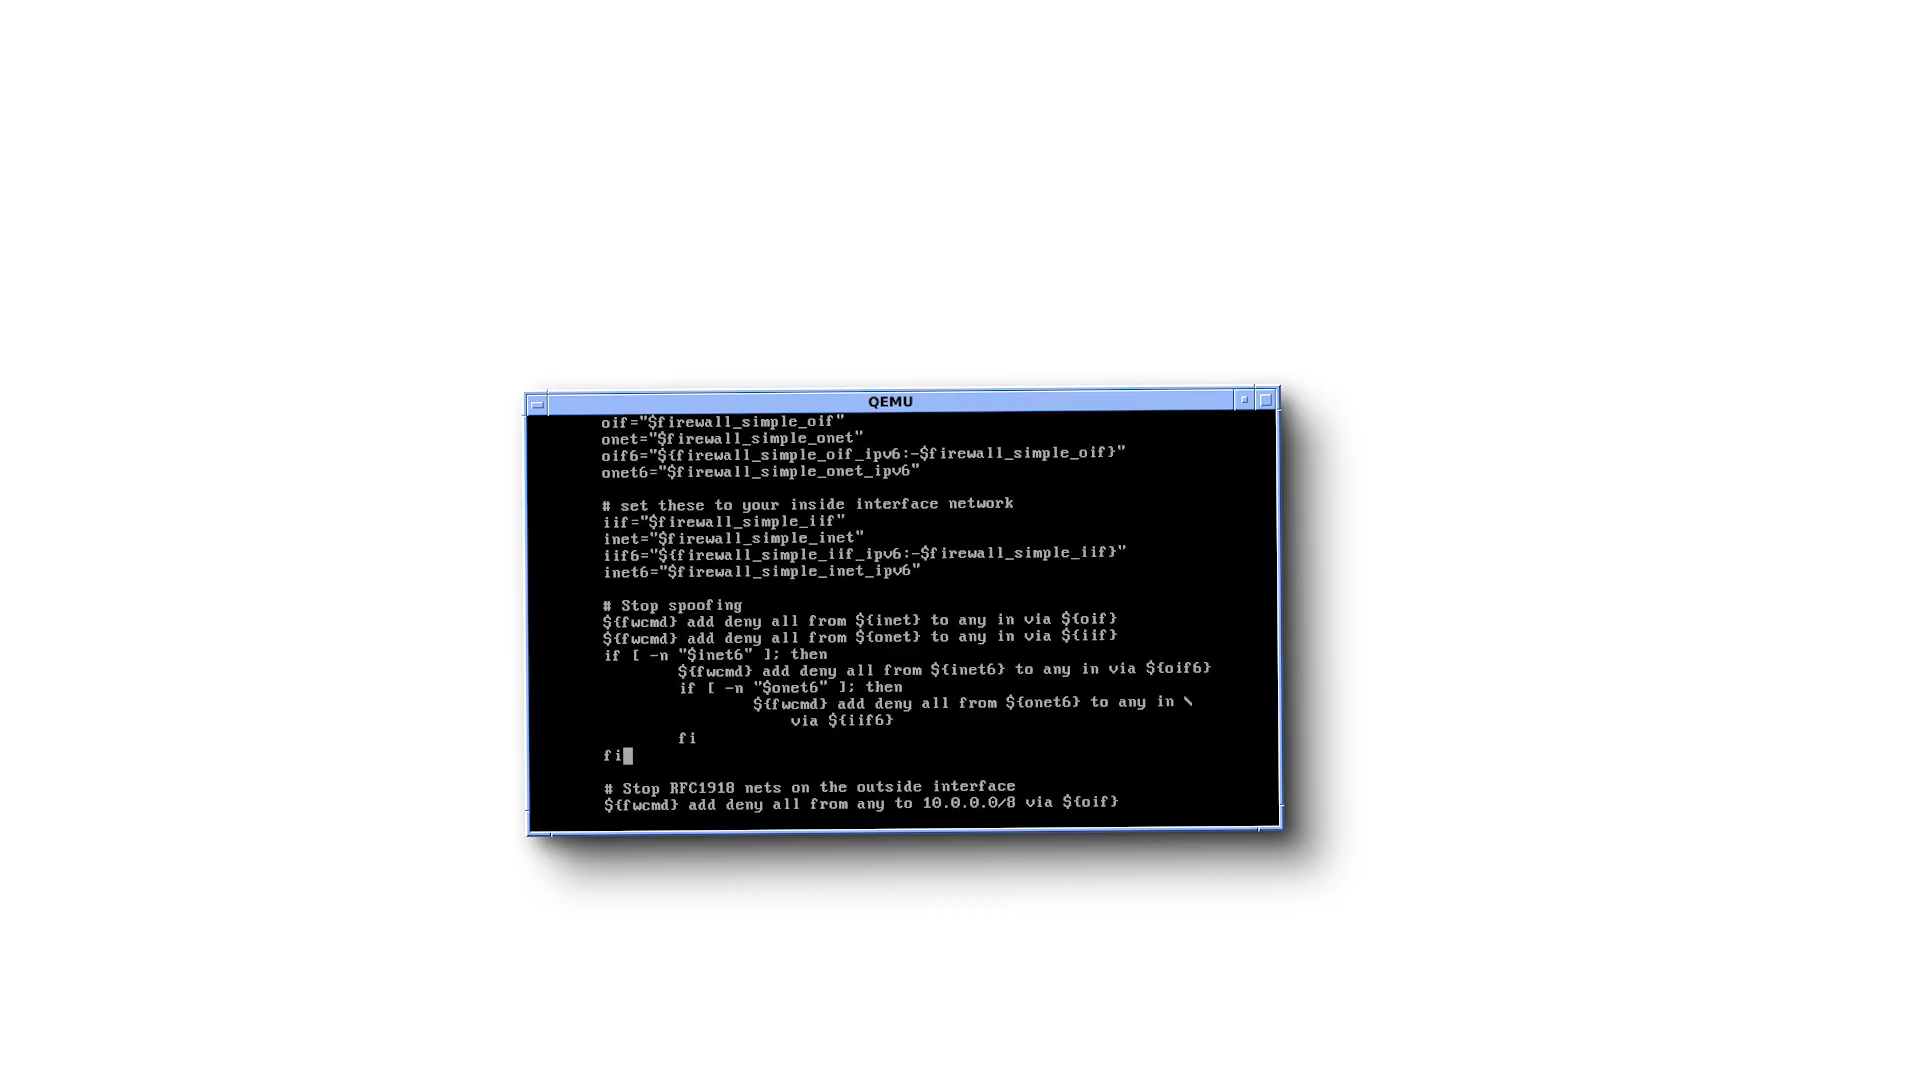 QEMU
oif="$firewall_simple_oif"
onet="$firewall_simple_onet"
oif6="${firewall_simple_oif_ipv6:-$firewall_simple_oif}"
onet6="$firewall_simple_onet_ipv6"
# set these to your inside interface network
iif="$firewall_simple_iif"
inet="$firewall_simple_inet"
iif6="${firewall_simple_iif_ipv6:-$firewall_simple_iif}"
inet6="$firewall_simple_inet_ipv6"
# Stop spoofing
${fwcmd} add deny all from ${inet} to any in via ${oif}
${fwcmd} add deny all from ${onet} to any in via ${iif}
if [ -n "$inet6" ]; then
${fwcmd} add deny all from ${inet6} to any in via ${oif6}
if [ -n "$onet6" ]; then
${fwcmd} add deny all from ${onet6} to any in \
via ${iif6}
fi
fi
# Stop RFC1918 nets on the outside interface
${fwcmd} add deny all from any to 10.0.0.0/8 via ${oif}